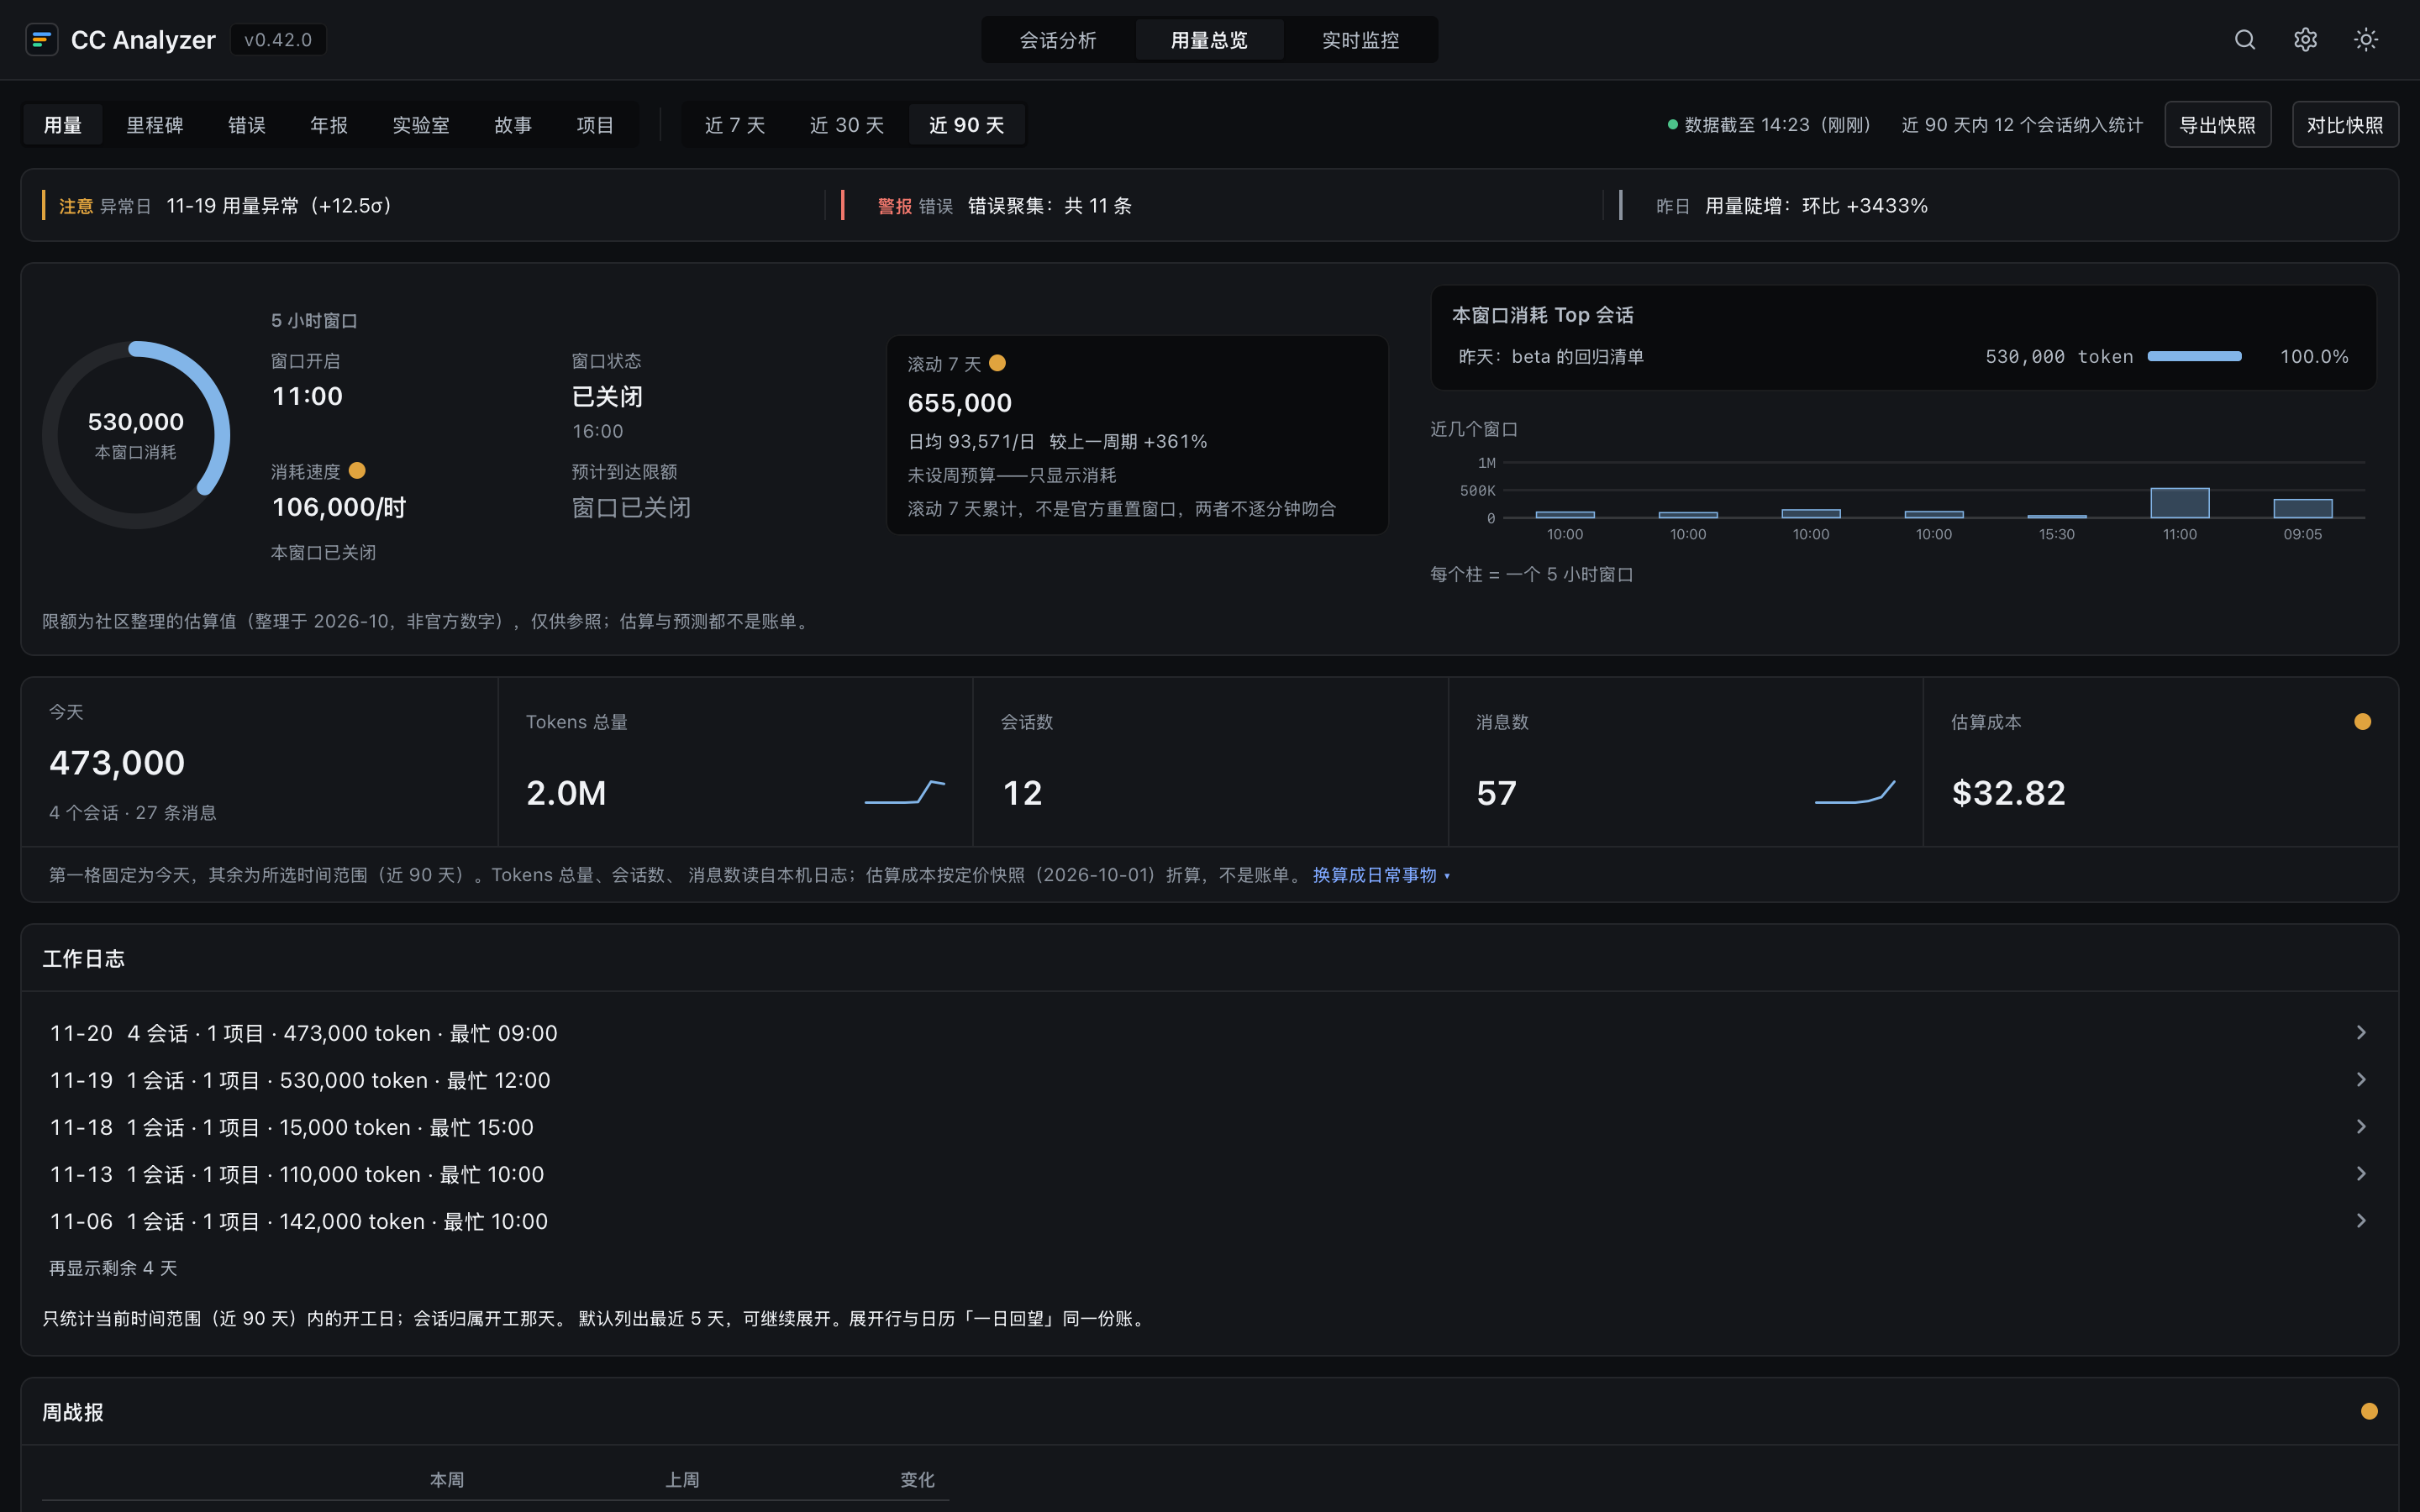 CC Analyzer v0.42.0
会话分析 用量总览 实时监控
用量 里程碑 错误 年报 实验室 故事 项目
近 7 天 近 30 天 近 90 天
数据截至 14:23（刚刚） 近 90 天内 12 个会话纳入统计 导出快照 对比快照
注意 异常日 11-19 用量异常（+12.5σ）
警报 错误 错误聚集：共 11 条
昨日 用量陡增：环比 +3433%
530,000
本窗口消耗
5 小时窗口
窗口开启
11:00
窗口状态
已关闭
16:00
消耗速度
106,000/时
本窗口已关闭
预计到达限额
窗口已关闭
滚动 7 天
655,000
日均 93,571/日 较上一周期 +361%
未设周预算——只显示消耗
滚动 7 天累计，不是官方重置窗口，两者不逐分钟吻合
本窗口消耗 Top 会话
昨天：beta 的回归清单 530,000 token 100.0%
近几个窗口
1M
500K
0
10:00 10:00 10:00 10:00 15:30 11:00 09:05
每个柱 = 一个 5 小时窗口
限额为社区整理的估算值（整理于 2026-10，非官方数字），仅供参照；估算与预测都不是账单。
今天
473,000
4 个会话 · 27 条消息
Tokens 总量
2.0M
会话数
12
消息数
57
估算成本
$32.82
第一格固定为今天，其余为所选时间范围（近 90 天）。Tokens 总量、会话数、 消息数读自本机日志；估算成本按定价快照（2026-10-01）折算，不是账单。 换算成日常事物 ▾
工作日志
11-20 4 会话 · 1 项目 · 473,000 token · 最忙 09:00
11-19 1 会话 · 1 项目 · 530,000 token · 最忙 12:00
11-18 1 会话 · 1 项目 · 15,000 token · 最忙 15:00
11-13 1 会话 · 1 项目 · 110,000 token · 最忙 10:00
11-06 1 会话 · 1 项目 · 142,000 token · 最忙 10:00
再显示剩余 4 天
只统计当前时间范围（近 90 天）内的开工日；会话归属开工那天。 默认列出最近 5 天，可继续展开。展开行与日历「一日回望」同一份账。
周战报
本周 上周 变化